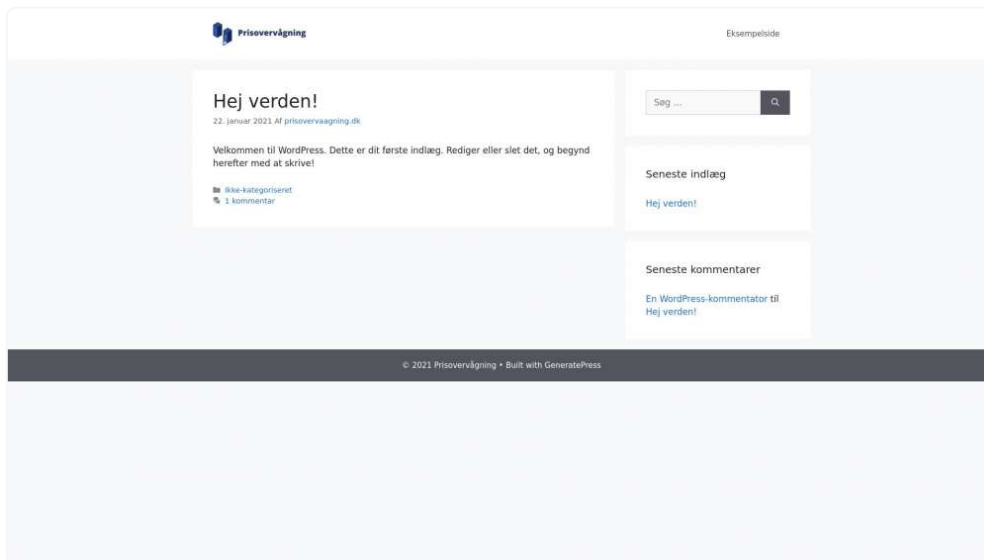 Prisovervågning
Eksempelside
Hej verden!
22. januar 2021 Af prisovervaagning.dk
Velkommen til WordPress. Dette er dit første indlæg. Rediger eller slet det, og begynd
herefter med at skrive!
Ikke-kategoriseret
1 kommentar
Søg …
Seneste indlæg
Hej verden!
Seneste kommentarer
En WordPress-kommentator til
Hej verden!
© 2021 Prisovervågning • Built with GeneratePress